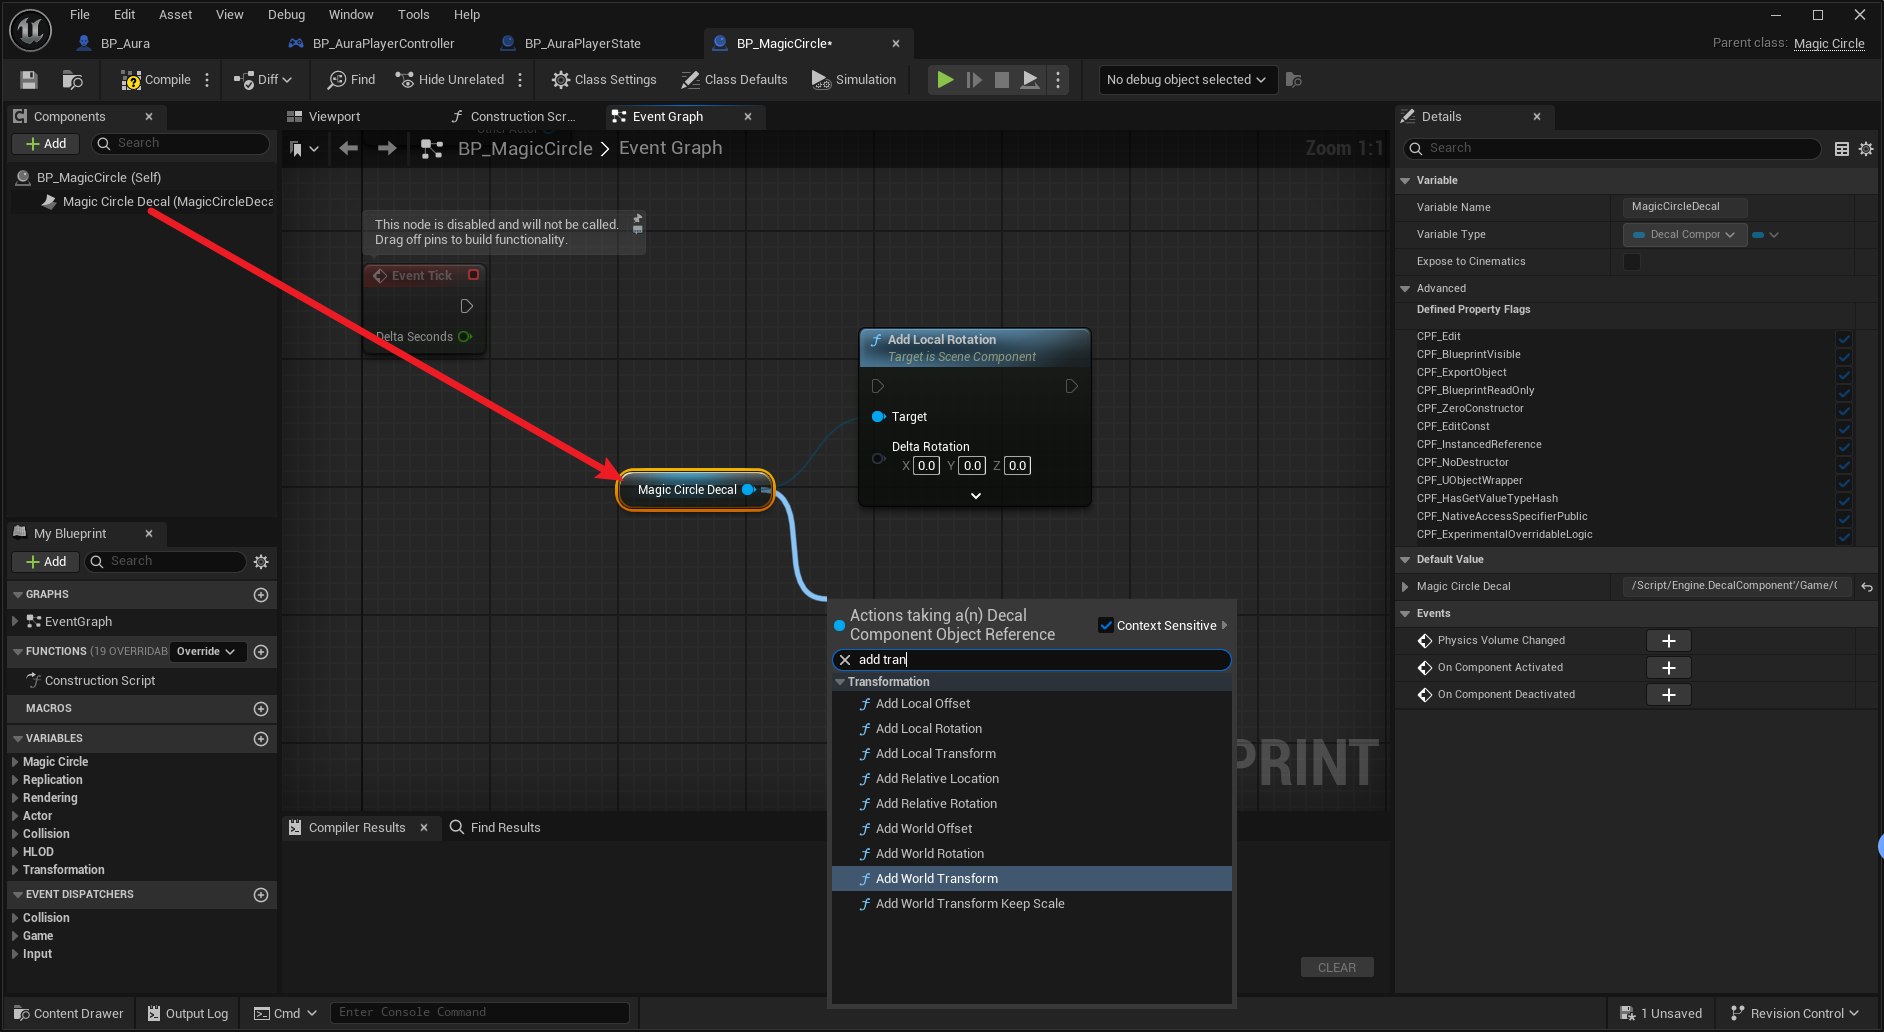 File Edit Asset View Debug Window Tools Help
BP_Aura
BP_AuraPlayerController
BP_AuraPlayerState
BP_MagicCircle*
Parent class: Magic Circle
Compile
Diff
Find
Hide Unrelated
Class Settings
Class Defaults
Simulation
No debug object selected
Components
Add
Search
BP_MagicCircle (Self)
Magic Circle Decal (MagicCircleDeca
Viewport
Construction Scr...
Event Graph
Other Actor
BP_MagicCircle > Event Graph
Zoom 1:1
This node is disabled and will not be called.
Drag off pins to build functionality.
Event Tick
Delta Seconds
Add Local Rotation
Target is Scene Component
Target
Delta Rotation
X 0.0 Y 0.0 Z 0.0
Magic Circle Decal
Actions taking a(n) Decal
Component Object Reference
Context Sensitive
add tran
Transformation
Add Local Offset
Add Local Rotation
Add Local Transform
Add Relative Location
Add Relative Rotation
Add World Offset
Add World Rotation
Add World Transform
Add World Transform Keep Scale
PRINT
My Blueprint
Add
Search
GRAPHS
EventGraph
FUNCTIONS (19 OVERRIDAB
Override
Construction Script
MACROS
VARIABLES
Magic Circle
Replication
Rendering
Actor
Collision
HLOD
Transformation
EVENT DISPATCHERS
Collision
Game
Input
Compiler Results
Find Results
CLEAR
Details
Search
Variable
Variable Name
MagicCircleDecal
Variable Type
Decal Compor
Expose to Cinematics
Advanced
Defined Property Flags
CPF_Edit
CPF_BlueprintVisible
CPF_ExportObject
CPF_BlueprintReadOnly
CPF_ZeroConstructor
CPF_EditConst
CPF_InstancedReference
CPF_NoDestructor
CPF_UObjectWrapper
CPF_HasGetValueTypeHash
CPF_NativeAccessSpecifierPublic
CPF_ExperimentalOverridableLogic
Default Value
Magic Circle Decal
/Script/Engine.DecalComponent'/Game/(
Events
Physics Volume Changed
On Component Activated
On Component Deactivated
Content Drawer
Output Log
Cmd
Enter Console Command
1 Unsaved
Revision Control